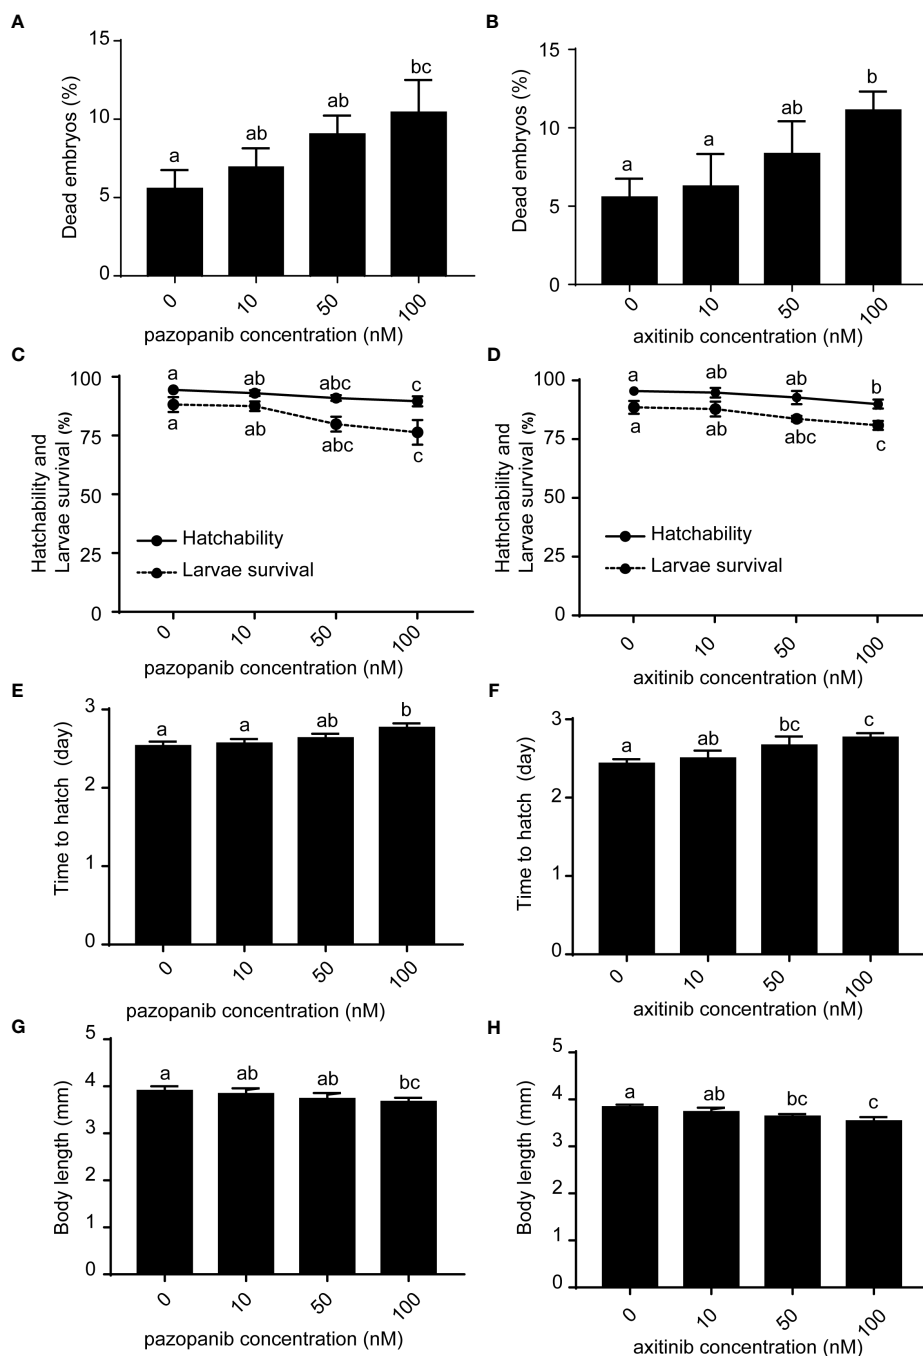 A
Dead embryos (%)
15
10
5
0
a
ab
ab
bc
0
10
50
100
pazopanib concentration (nM)
B
Dead embryos (%)
15
10
5
0
a
a
ab
b
0
10
50
100
axitinib concentration (nM)
C
Hatchability and
Larvae survival (%)
100
75
50
25
0
a
ab
abc
c
a
ab
abc
c
Hatchability
Larvae survival
0
10
50
100
pazopanib concentration (nM)
D
Hathchability and
Larvae survival (%)
100
75
50
25
0
a
ab
ab
b
a
ab
abc
c
Hatchability
Larvae survival
0
10
50
100
axitinib concentration (nM)
E
Time to hatch (day)
3
2
1
0
a
a
ab
b
0
10
50
100
pazopanib concentration (nM)
F
Time to hatch (day)
3
2
1
0
a
ab
bc
c
0
10
50
100
axitinib concentration (nM)
G
Body length (mm)
5
4
3
2
1
0
a
ab
ab
bc
0
10
50
100
pazopanib concentration (nM)
H
Body length (mm)
5
4
3
2
1
0
a
ab
bc
c
0
10
50
100
axitinib concentration (nM)